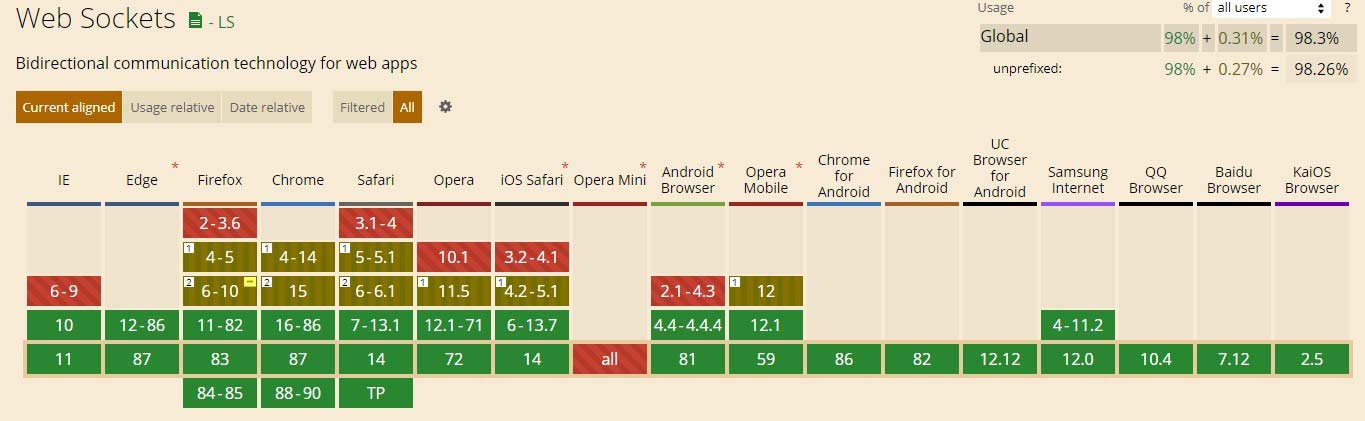 Web Sockets - LS
Usage % of all users ?
Global 98% + 0.31% = 98.3%
unprefixed: 98% + 0.27% = 98.26%
Bidirectional communication technology for web apps
Current aligned Usage relative Date relative Filtered All
IE Edge * Firefox Chrome Safari Opera iOS Safari * Opera Mini * Android Browser * Opera Mobile * Chrome for Android Firefox for Android UC Browser for Android Samsung Internet QQ Browser Baidu Browser KaiOS Browser
2-3.6 3.1-4
1 4-5 1 4-14 1 5-5.1 10.1 3.2-4.1
6-9 2 6-10 - 2 15 2 6-6.1 1 11.5 1 4.2-5.1 2.1-4.3 1 12
10 12-86 11-82 16-86 7-13.1 12.1-71 6-13.7 4.4-4.4.4 12.1 4-11.2
11 87 83 87 14 72 14 all 81 59 86 82 12.12 12.0 10.4 7.12 2.5
84-85 88-90 TP